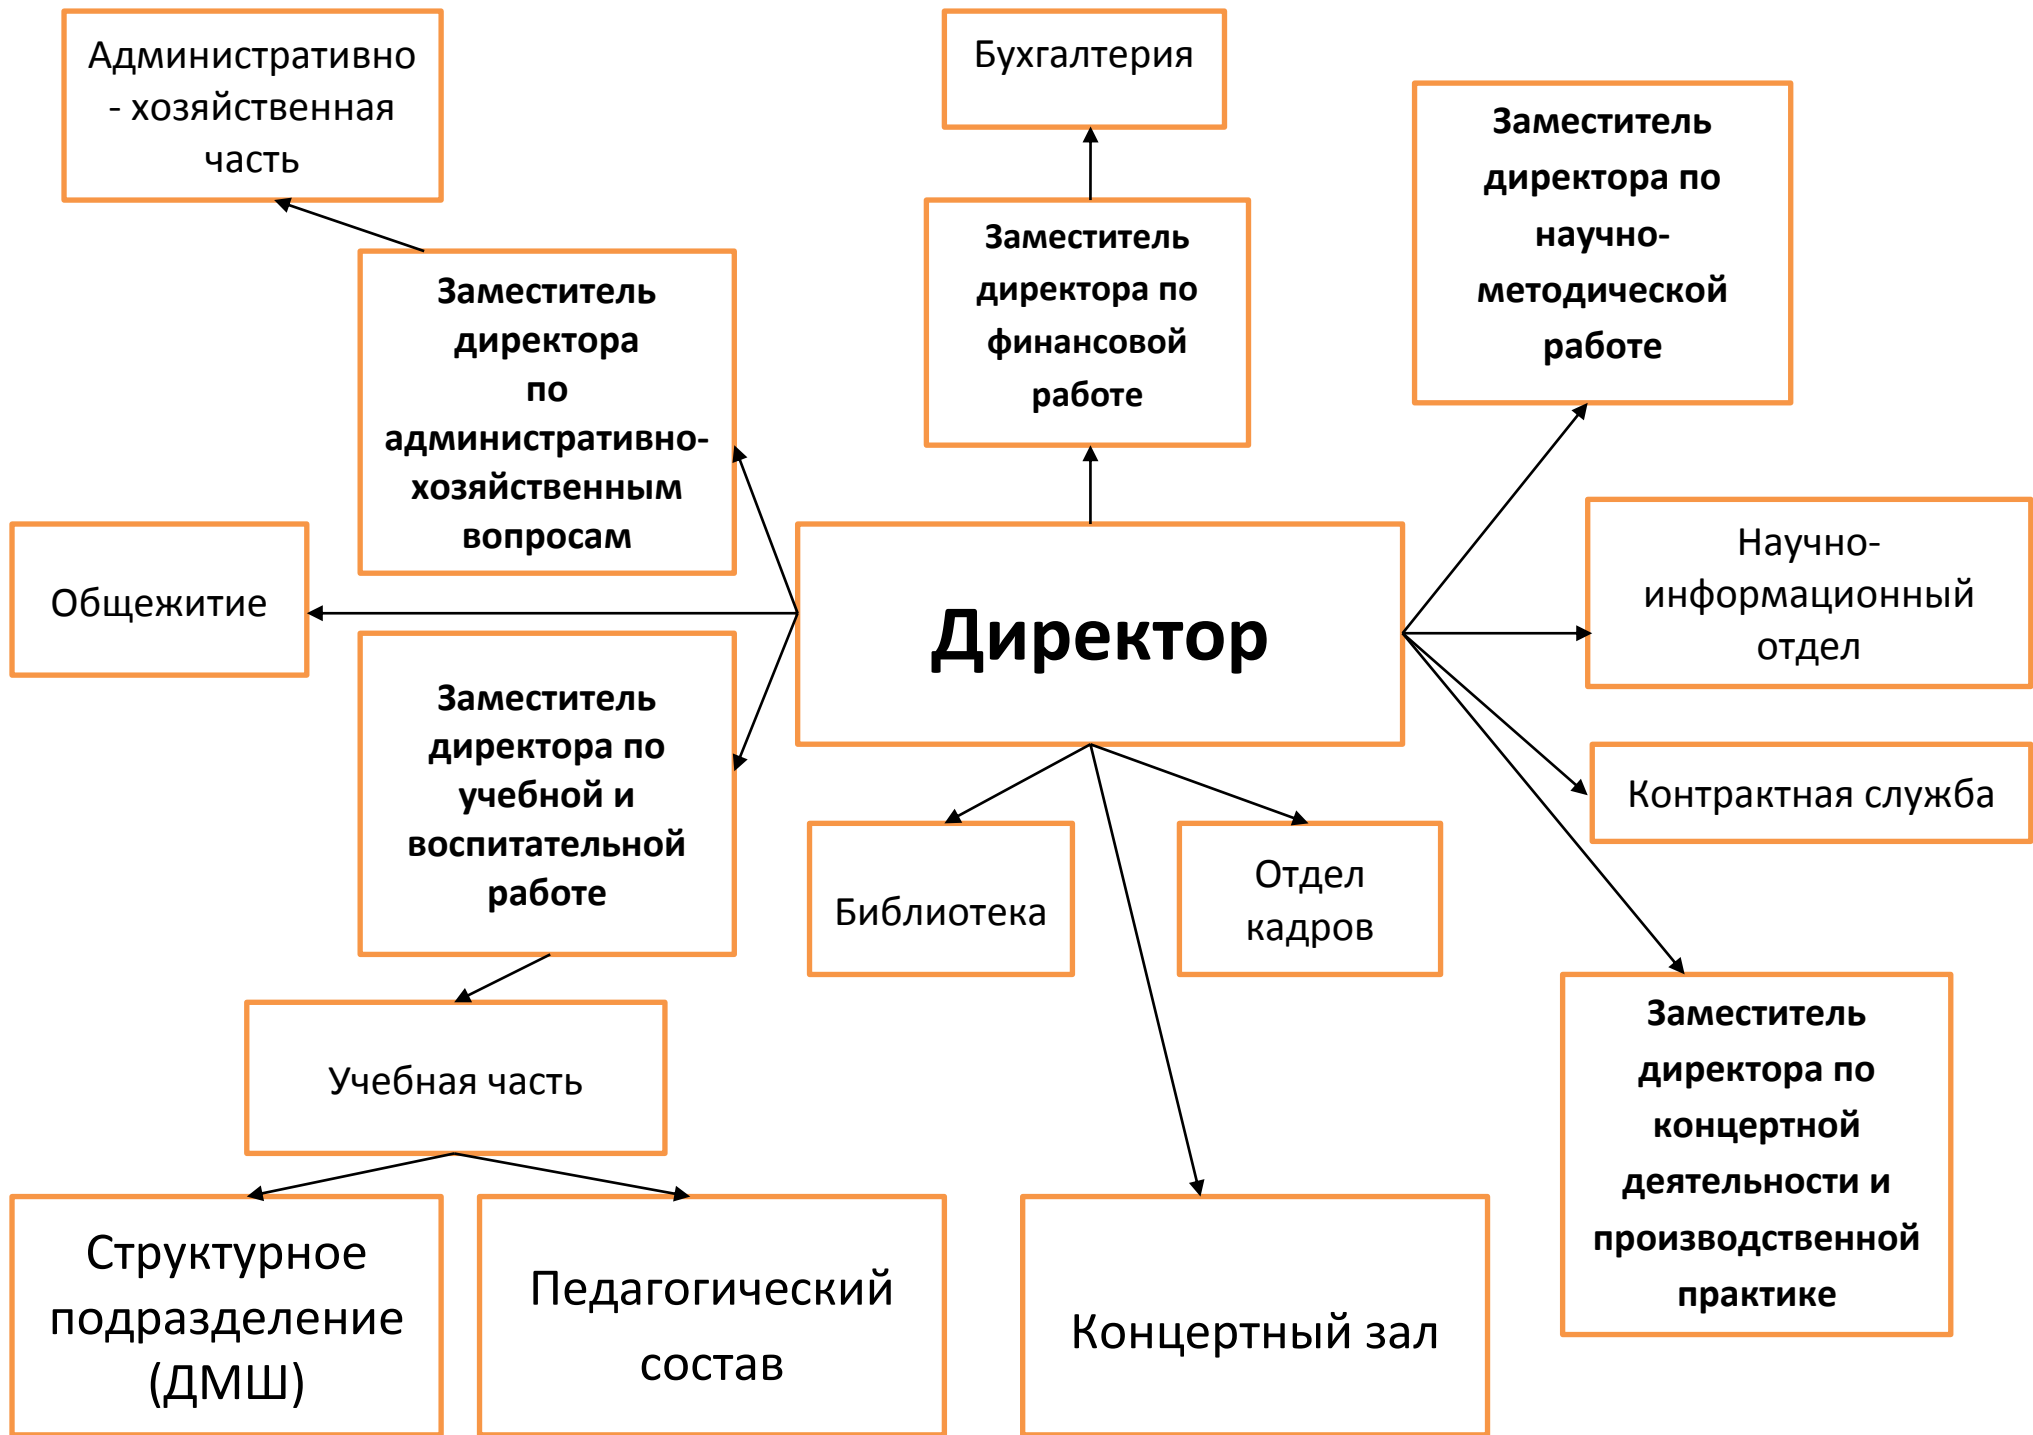 Административно
- хозяйственная
часть
Бухгалтерия
Заместитель
директора по
научно-
методической
работе
Заместитель
директора по
финансовой
работе
Заместитель
директора
по
административно-
хозяйственным
вопросам
Общежитие
Директор
Научно-
информационный
отдел
Заместитель
директора по
учебной и
воспитательной
работе
Контрактная служба
Библиотека
Отдел
кадров
Учебная часть
Заместитель
директора по
концертной
деятельности и
производственной
практике
Структурное
подразделение
(ДМШ)
Педагогический
состав
Концертный зал